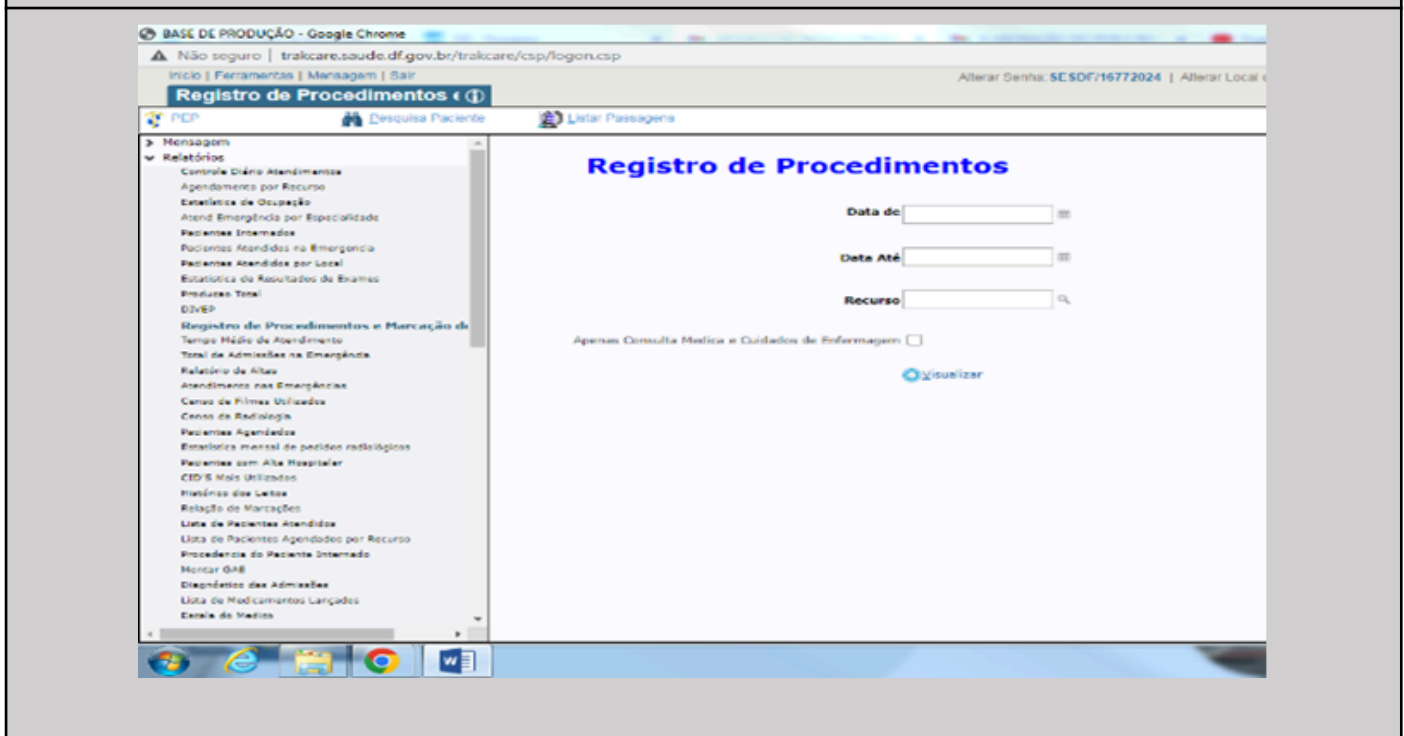 BASE DE PRODUÇÃO - Google Chrome
Não seguro | trakcare.saude.df.gov.br/trakcare/csp/logon.csp
Inicio | Ferramentas | Mensagem | Sair
Alterar Senha: SESDF/16772024 | Alterar Local
Registro de Procedimentos
PEP
Pesquisa Paciente
Listar Passagens
Mensagem
Relatórios
Controle Diário Atendimentos
Agendamento por Recurso
Estatística de Ocupação
Atend Emergência por Especialidade
Pacientes Internados
Pacientes Atendidos na Emergencia
Pacientes Atendidos por Local
Estatística de Resultados de Exames
Producao Total
DIVEP
Registro de Procedimentos e Marcação de
Tempo Médio de Atendimento
Total de Admissões na Emergência
Relatório de Altas
Atendimento nas Emergências
Censo de Filmes Utilizados
Censo da Radiologia
Pacientes Agendados
Estatística mensal de pedidos radiológicos
Pacientes com Alta Hospitalar
CID'S Mais Utilizados
Histórico dos Leitos
Relação de Marcações
Lista de Pacientes Atendidos
Lista de Pacientes Agendados por Recurso
Procedencia do Paciente Internado
Montar GAE
Diagnóstico das Admissões
Lista de Medicamentos Lançados
Escala do Medico
Registro de Procedimentos
Data de
Data Até
Recurso
Apenas Consulta Medica e Cuidados de Enfermagem
Visualizar